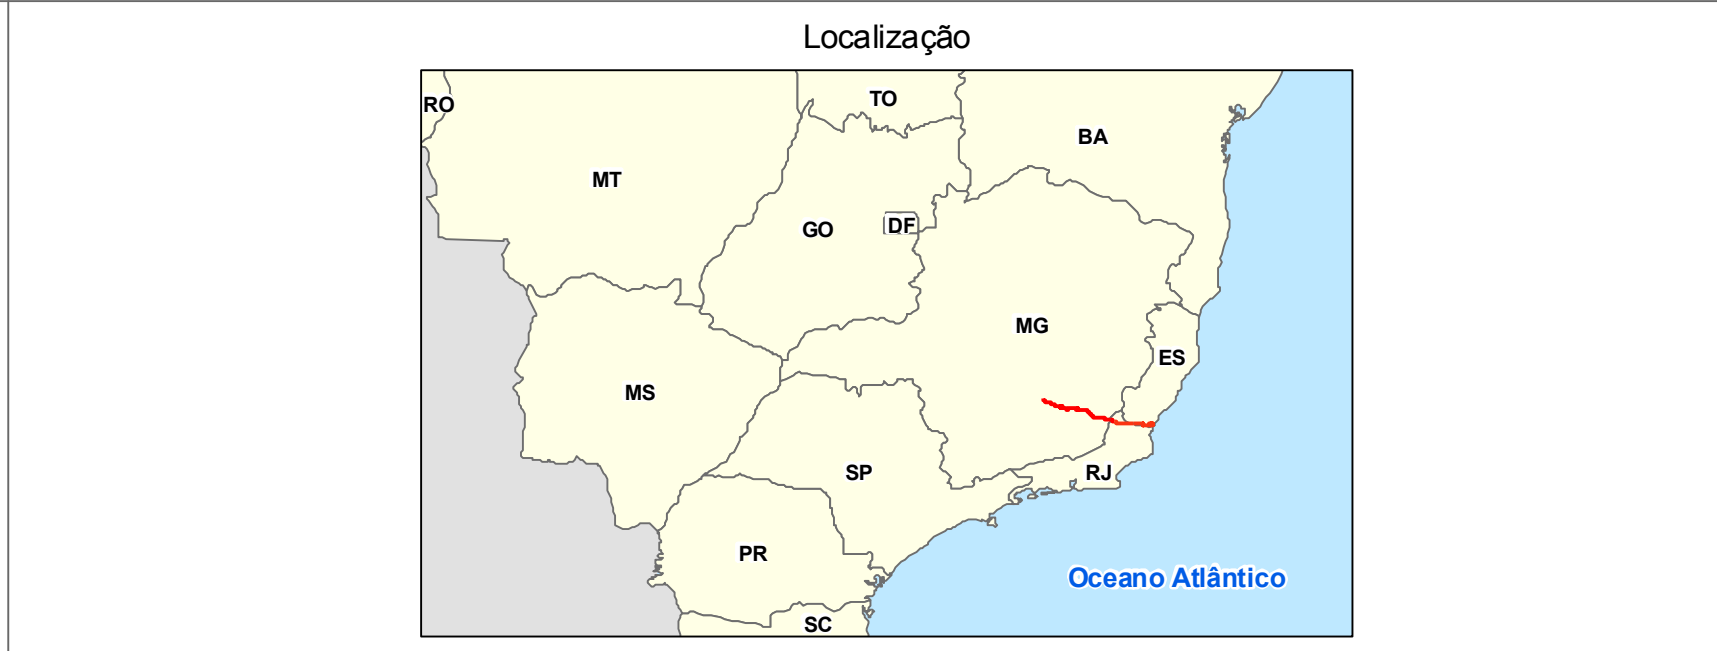 Localização
RO
TO
BA
MT
GO
DF
MG
ES
MS
SP
RJ
PR
Oceano Atlântico
SC